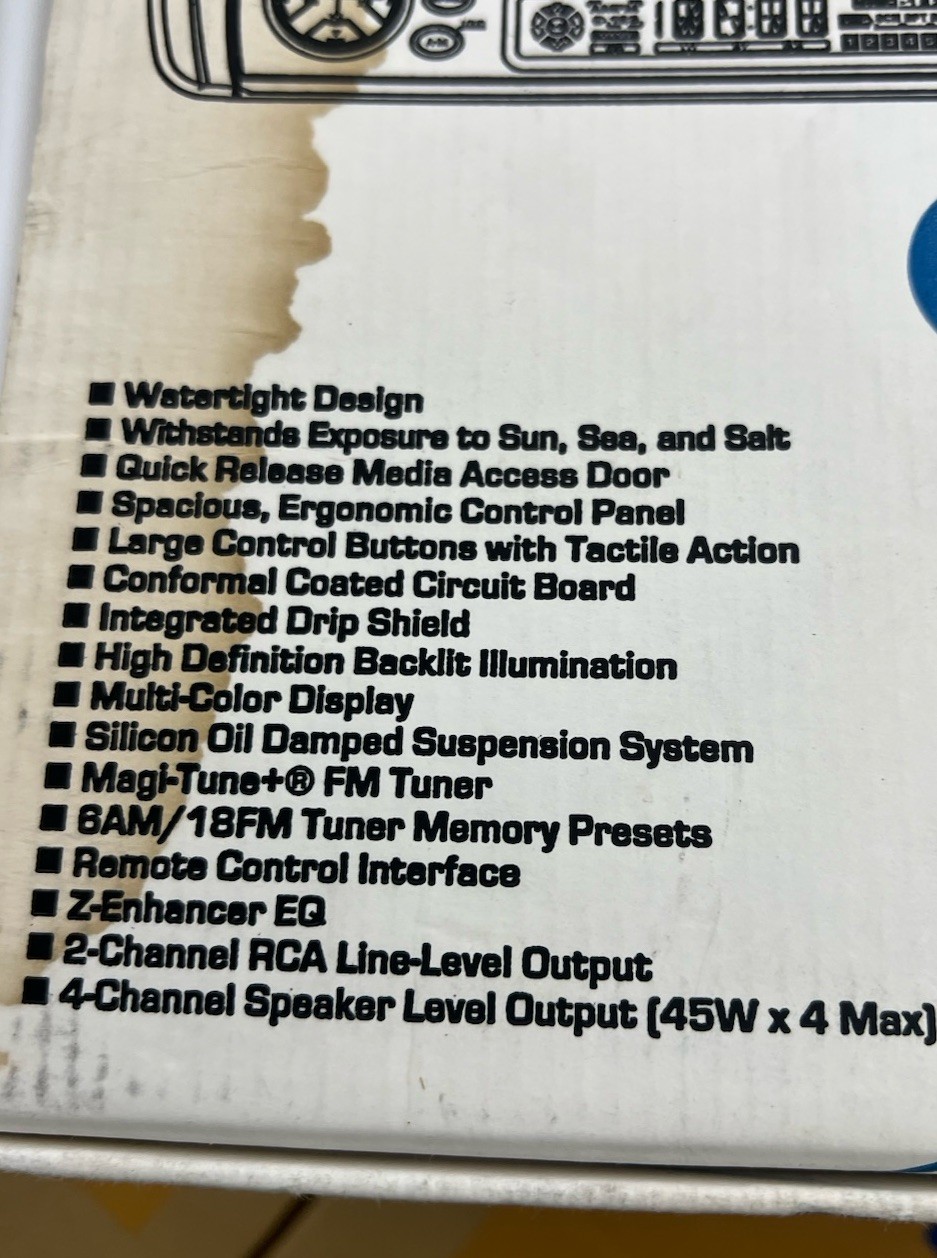 ■ Watertight Design
■ Withstands Exposure to Sun, Sea, and Salt
■ Quick Release Media Access Door
■ Spacious, Ergonomic Control Panel
■ Large Control Buttons with Tactile Action
■ Conformal Coated Circuit Board
■ Integrated Drip Shield
■ High Definition Backlit Illumination
■ Multi-Color Display
■ Silicon Oil Damped Suspension System
■ Magi-Tune+® FM Tuner
■ 6AM/18FM Tuner Memory Presets
■ Remote Control Interface
■ Z-Enhancer EQ
■ 2-Channel RCA Line-Level Output
■ 4-Channel Speaker Level Output (45W x 4 Max)